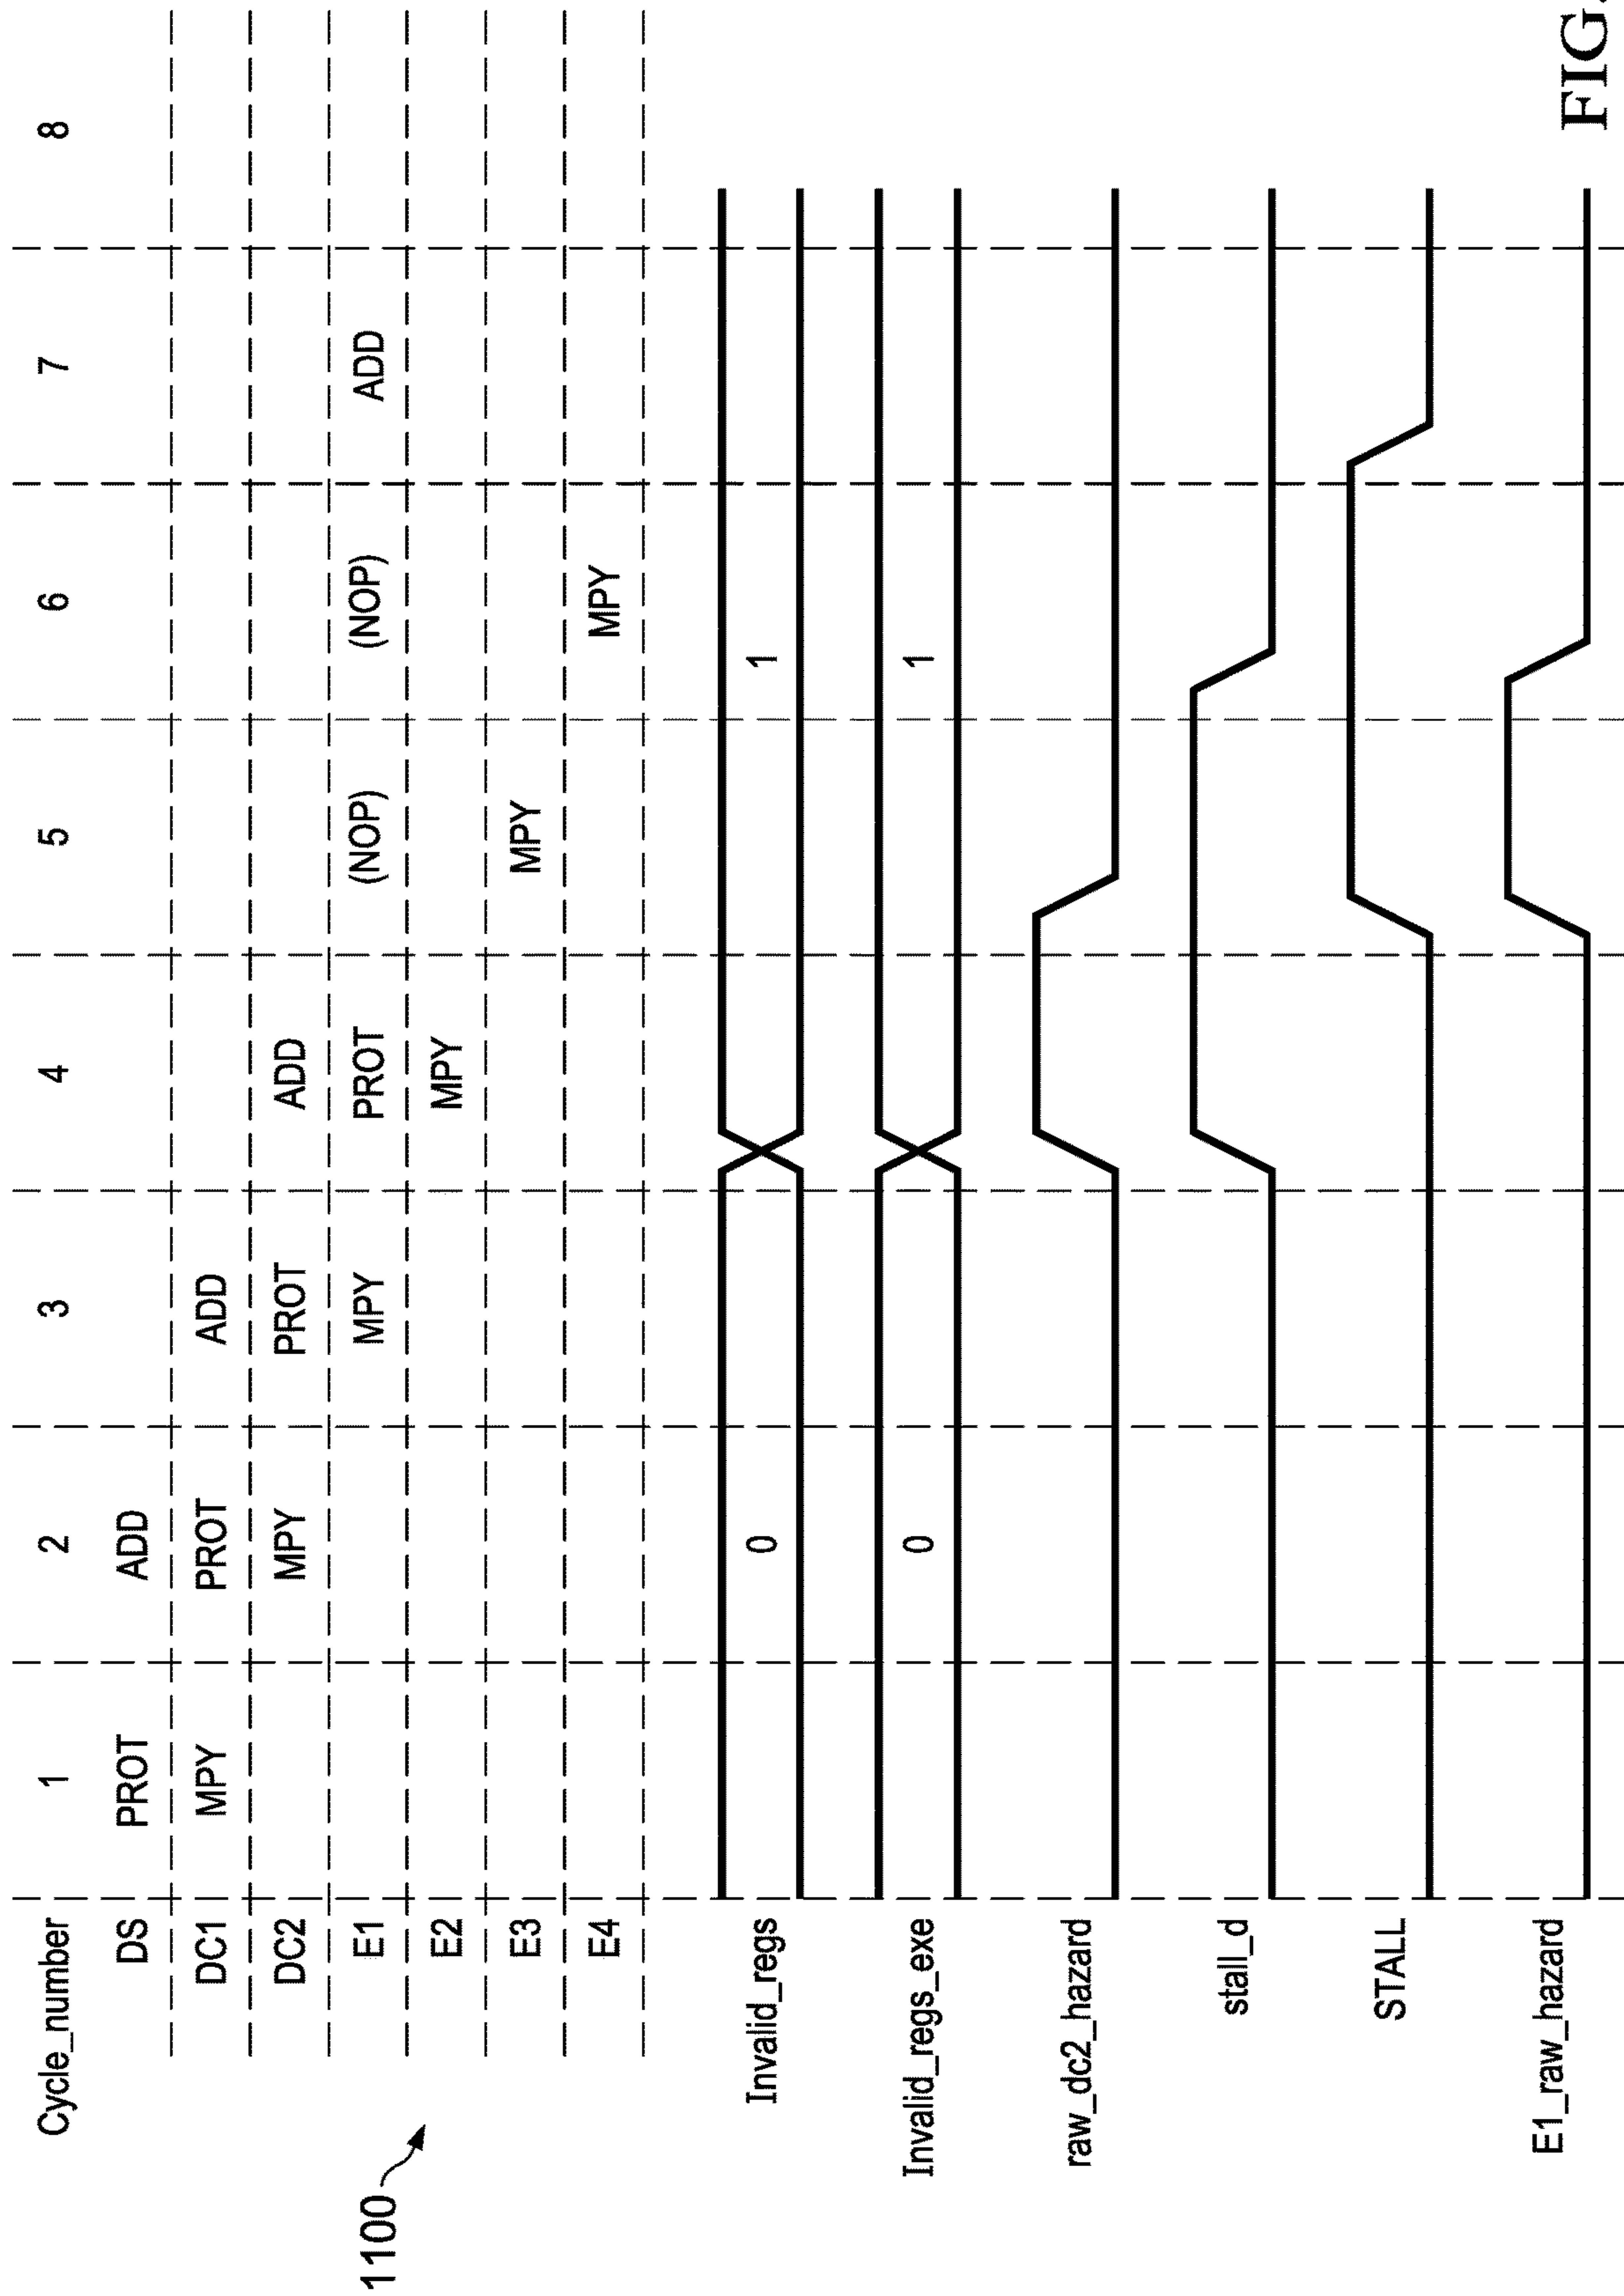 Cycle_number 1 2 3 4 5 6 7 8
DS PROT ADD
DC1 MPY PROT ADD
DC2 MPY PROT ADD
E1 MPY PROT (NOP) (NOP) ADD
E2 MPY
E3 MPY
E4 MPY
1100
Invalid_regs 0 1
Invalid_regs_exe 0 1
raw_dc2_hazard
stall_d
STALL
E1_raw_hazard
FIG.